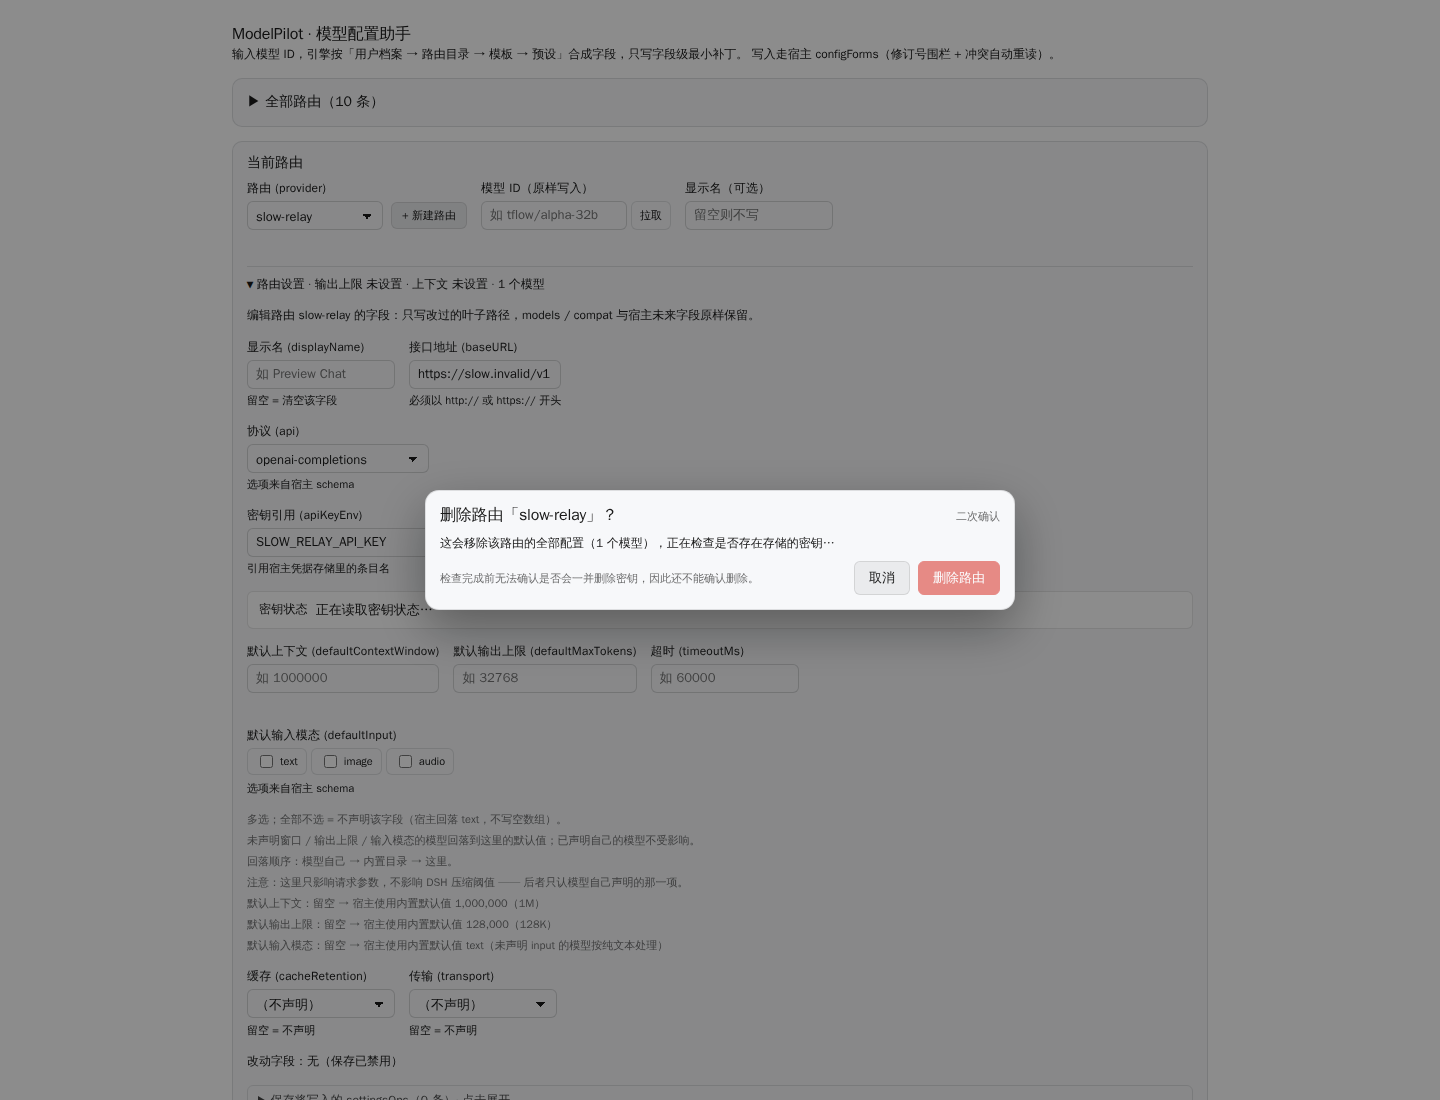 ModelPilot · 模型配置助手
输入模型 ID，引擎按「用户档案 → 路由目录 → 模板 → 预设」合成字段，只写字段级最小补丁。 写入走宿主 configForms（修订号围栏 + 冲突自动重读）。
▶ 全部路由（10 条）
当前路由
路由 (provider)
模型 ID（原样写入）
显示名（可选）
slow-relay
+ 新建路由
如 tflow/alpha-32b
拉取
留空则不写
▼ 路由设置 · 输出上限 未设置 · 上下文 未设置 · 1 个模型
编辑路由 slow-relay 的字段：只写改过的叶子路径，models / compat 与宿主未来字段原样保留。
显示名 (displayName)
接口地址 (baseURL)
如 Preview Chat
https://slow.invalid/v1
留空 = 清空该字段
必须以 http:// 或 https:// 开头
协议 (api)
openai-completions
选项来自宿主 schema
密钥引用 (apiKeyEnv)
SLOW_RELAY_API_KEY
引用宿主凭据存储里的条目名
删除路由「slow-relay」？
二次确认
这会移除该路由的全部配置（1 个模型），正在检查是否存在存储的密钥…
检查完成前无法确认是否会一并删除密钥，因此还不能确认删除。
取消
删除路由
密钥状态 正在读取密钥状态…
默认上下文 (defaultContextWindow)
默认输出上限 (defaultMaxTokens)
超时 (timeoutMs)
如 1000000
如 32768
如 60000
默认输入模态 (defaultInput)
text
image
audio
选项来自宿主 schema
多选；全部不选 = 不声明该字段（宿主回落 text，不写空数组）。
未声明窗口 / 输出上限 / 输入模态的模型回落到这里的默认值；已声明自己的模型不受影响。
回落顺序：模型自己 → 内置目录 → 这里。
注意：这里只影响请求参数，不影响 DSH 压缩阈值 —— 后者只认模型自己声明的那一项。
默认上下文：留空 → 宿主使用内置默认值 1,000,000（1M）
默认输出上限：留空 → 宿主使用内置默认值 128,000（128K）
默认输入模态：留空 → 宿主使用内置默认值 text（未声明 input 的模型按纯文本处理）
缓存 (cacheRetention)
传输 (transport)
（不声明）
（不声明）
留空 = 不声明
留空 = 不声明
改动字段：无（保存已禁用）
▶ 保存将写入的 settingsOps（0 条），点击展开